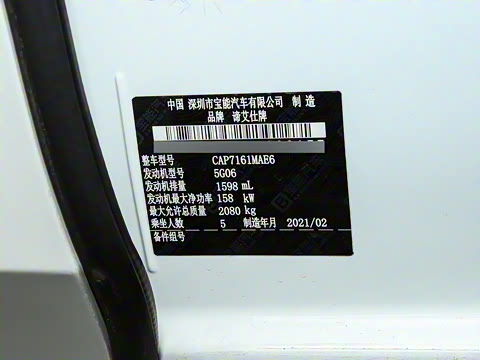 中国 深圳市宝能汽车有限公司 制造
品牌 谛艾仕牌
整车型号 CAP7161MAE6
发动机型号 5G06
发动机排量 1598 mL
发动机最大净功率 158 kW
最大允许总质量 2080 kg
乘坐人数 5 制造年月 2021/02
备件组号